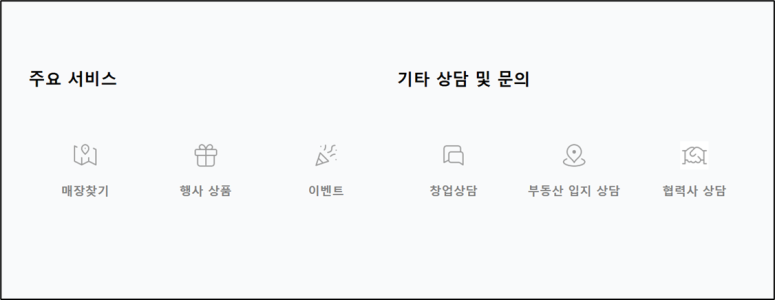 주요 서비스
기타 상담 및 문의
매장찾기
행사 상품
이벤트
창업상담
부동산 입지 상담
협력사 상담